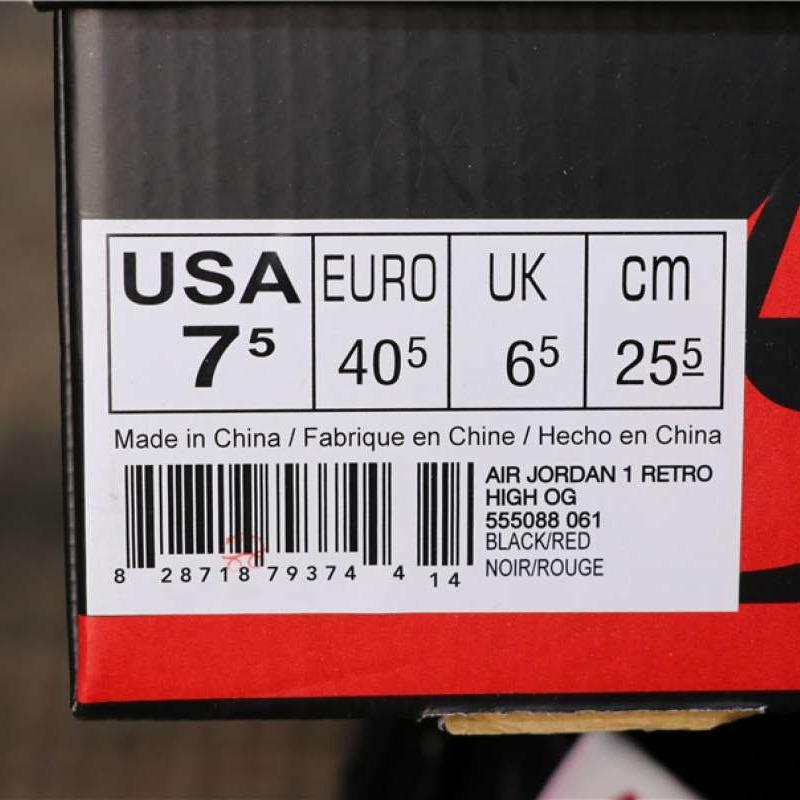 USA EURO UK cm
7⁵ 40⁵ 6⁵ 25⁵
Made in China / Fabrique en Chine / Hecho en China
AIR JORDAN 1 RETRO
HIGH OG
555088 061
BLACK/RED
NOIR/ROUGE
8 28718 79374 4 14